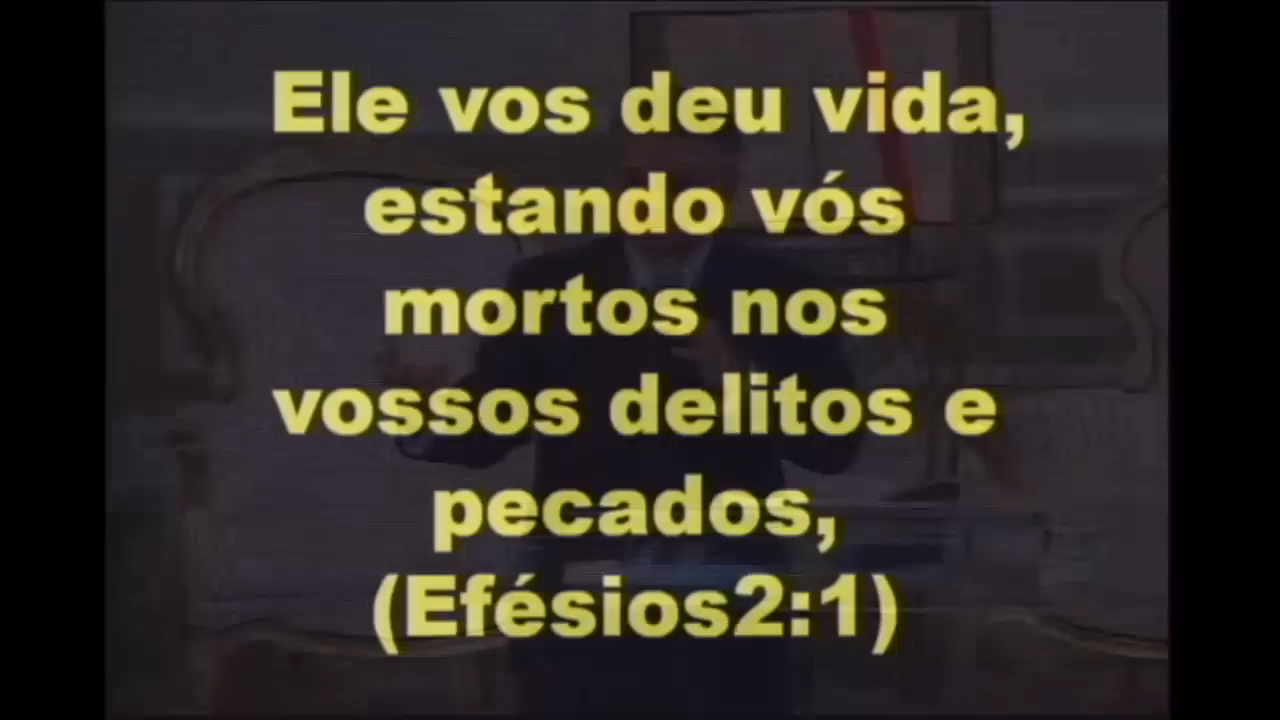 Ele vos deu vida,
estando vós
mortos nos
vossos delitos e
pecados,
(Efésios2:1)